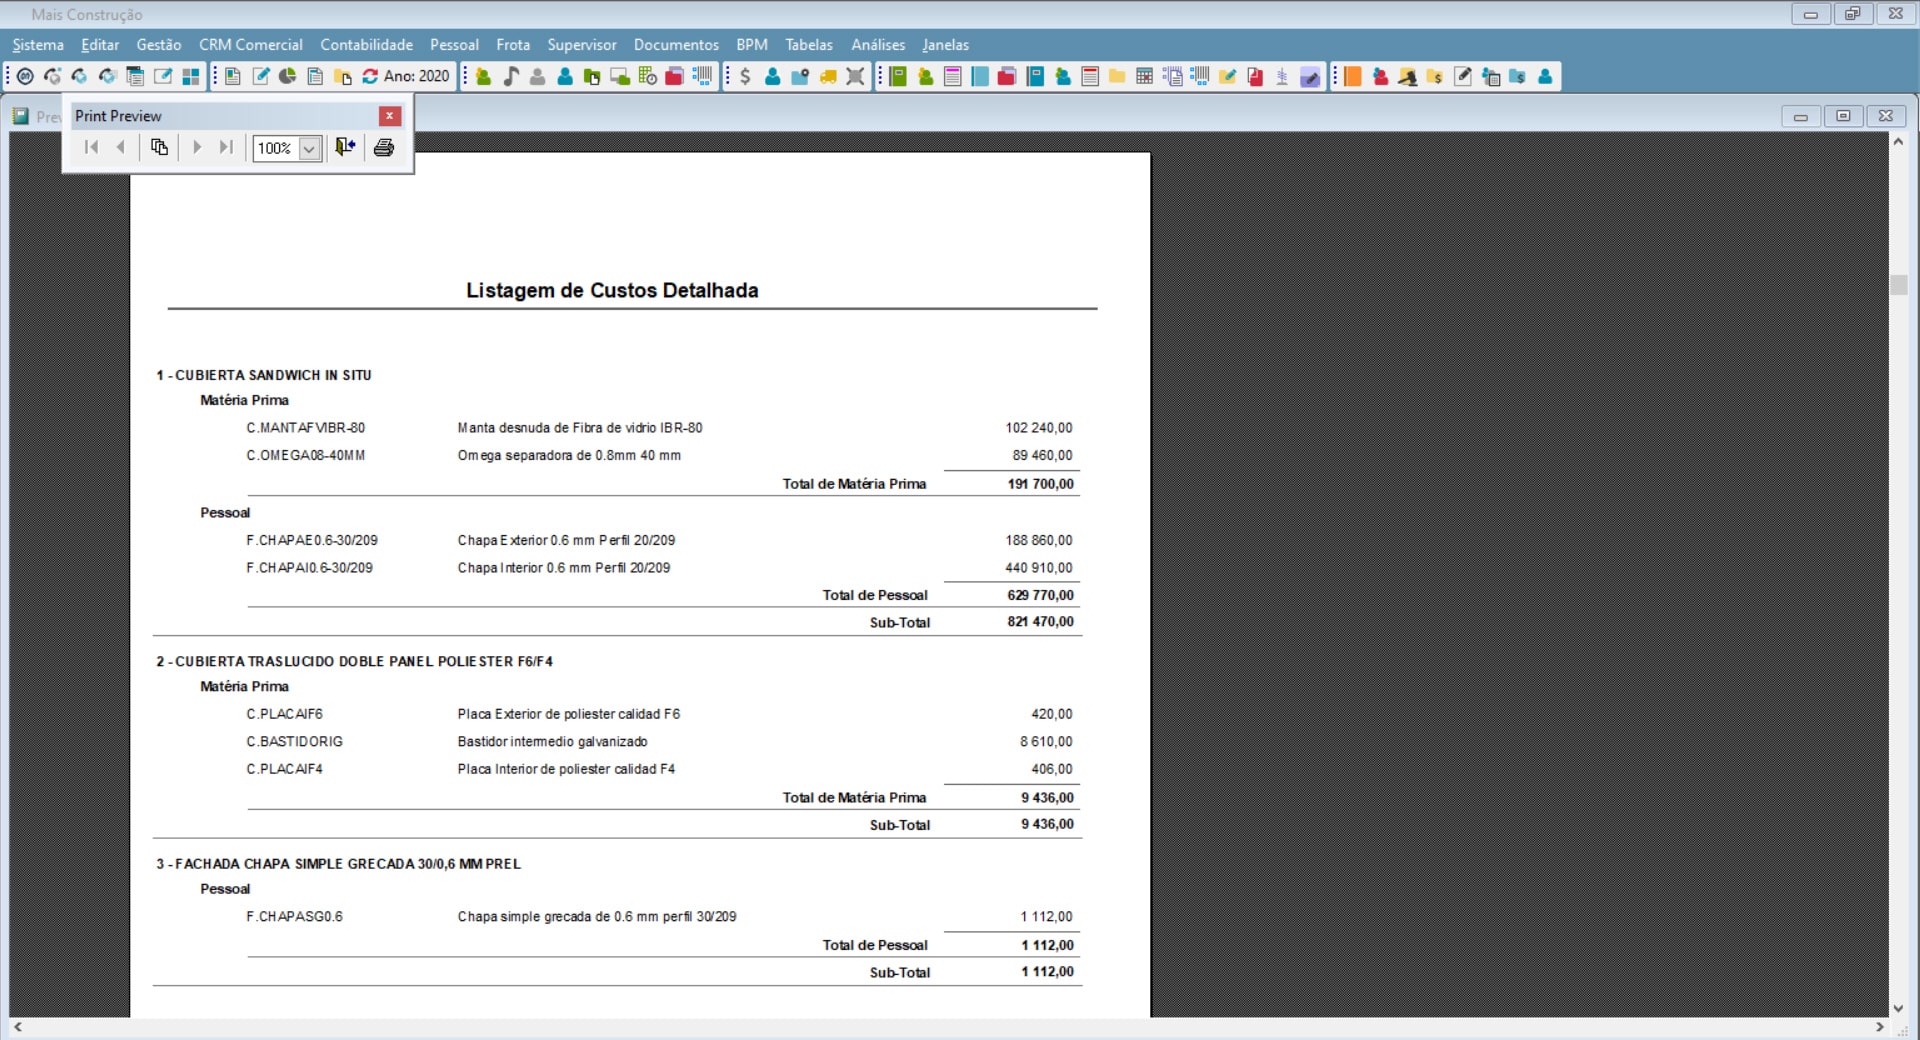 Mais Construção
Sistema Editar Gestão CRM Comercial Contabilidade Pessoal Frota Supervisor Documentos BPM Tabelas Análises Janelas
Ano: 2020
Print Preview
100%
Listagem de Custos Detalhada
1 - CUBIERTA SANDWICH IN SITU
Matéria Prima
C.MANTAFVIBR-80 Manta desnuda de Fibra de vidrio IBR-80 102 240,00
C.OMEGA08-40MM Omega separadora de 0.8mm 40 mm 89 460,00
Total de Matéria Prima 191 700,00
Pessoal
F.CHAPAE0.6-30/209 Chapa Exterior 0.6 mm Perfil 20/209 188 860,00
F.CHAPAI0.6-30/209 Chapa Interior 0.6 mm Perfil 20/209 440 910,00
Total de Pessoal 629 770,00
Sub-Total 821 470,00
2 - CUBIERTA TRASLUCIDO DOBLE PANEL POLIESTER F6/F4
Matéria Prima
C.PLACAIF6 Placa Exterior de poliester calidad F6 420,00
C.BASTIDORIG Bastidor intermedio galvanizado 8 610,00
C.PLACAIF4 Placa Interior de poliester calidad F4 406,00
Total de Matéria Prima 9 436,00
Sub-Total 9 436,00
3 - FACHADA CHAPA SIMPLE GRECADA 30/0,6 MM PREL
Pessoal
F.CHAPASG0.6 Chapa simple grecada de 0.6 mm perfil 30/209 1 112,00
Total de Pessoal 1 112,00
Sub-Total 1 112,00